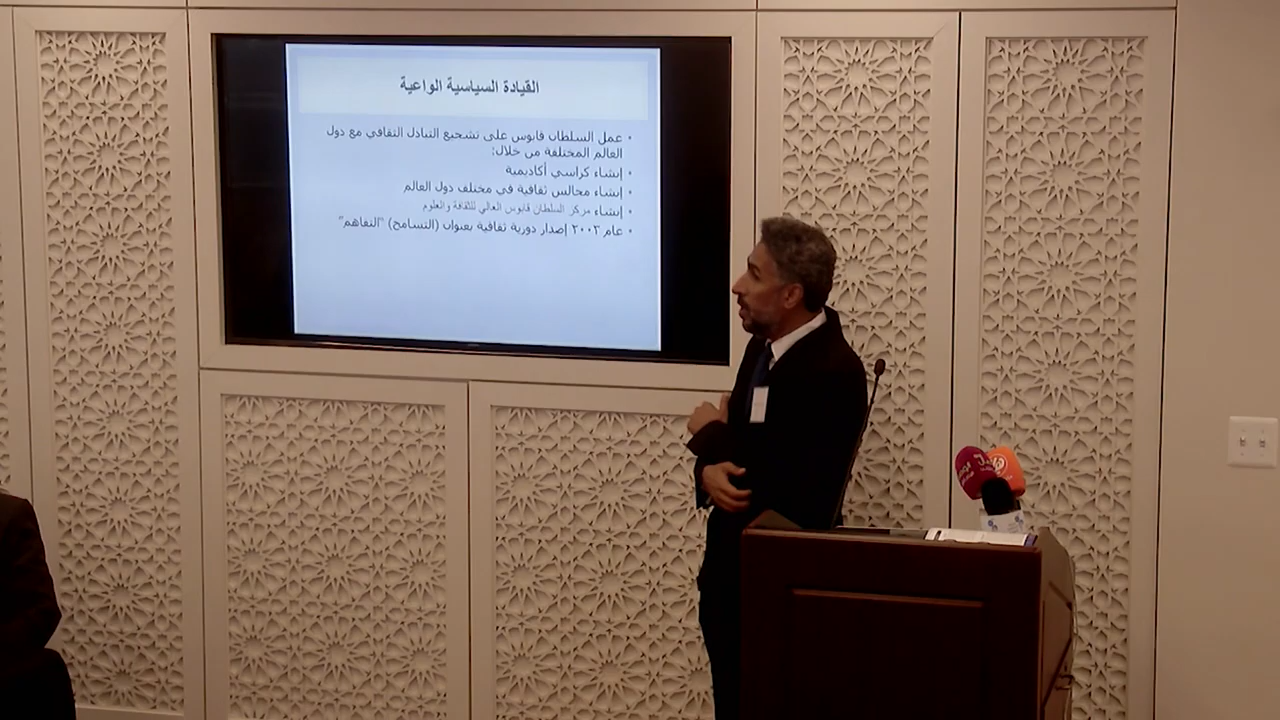 القيادة السياسية الواعية
• عمل السلطان قابوس على تشجيع التبادل الثقافي مع دول
العالم المختلفة من خلال:
• إنشاء كراسي أكاديمية
• إنشاء مجالس ثقافية في مختلف دول العالم
• إنشاء مركز السلطان قابوس العالي للثقافة والعلوم
• عام ٢٠٠٣ إصدار دورية ثقافية بعنوان (التسامح) "التفاهم"